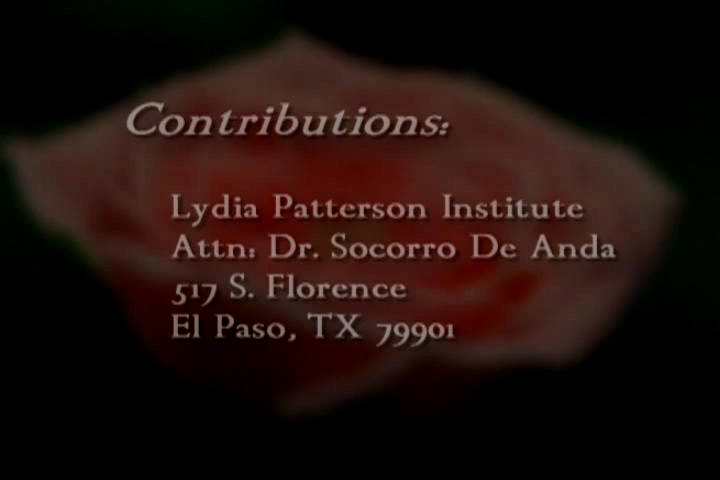 Contributions:
Lydia Patterson Institute
Attn: Dr. Socorro De Anda
517 S. Florence
El Paso, TX 79901